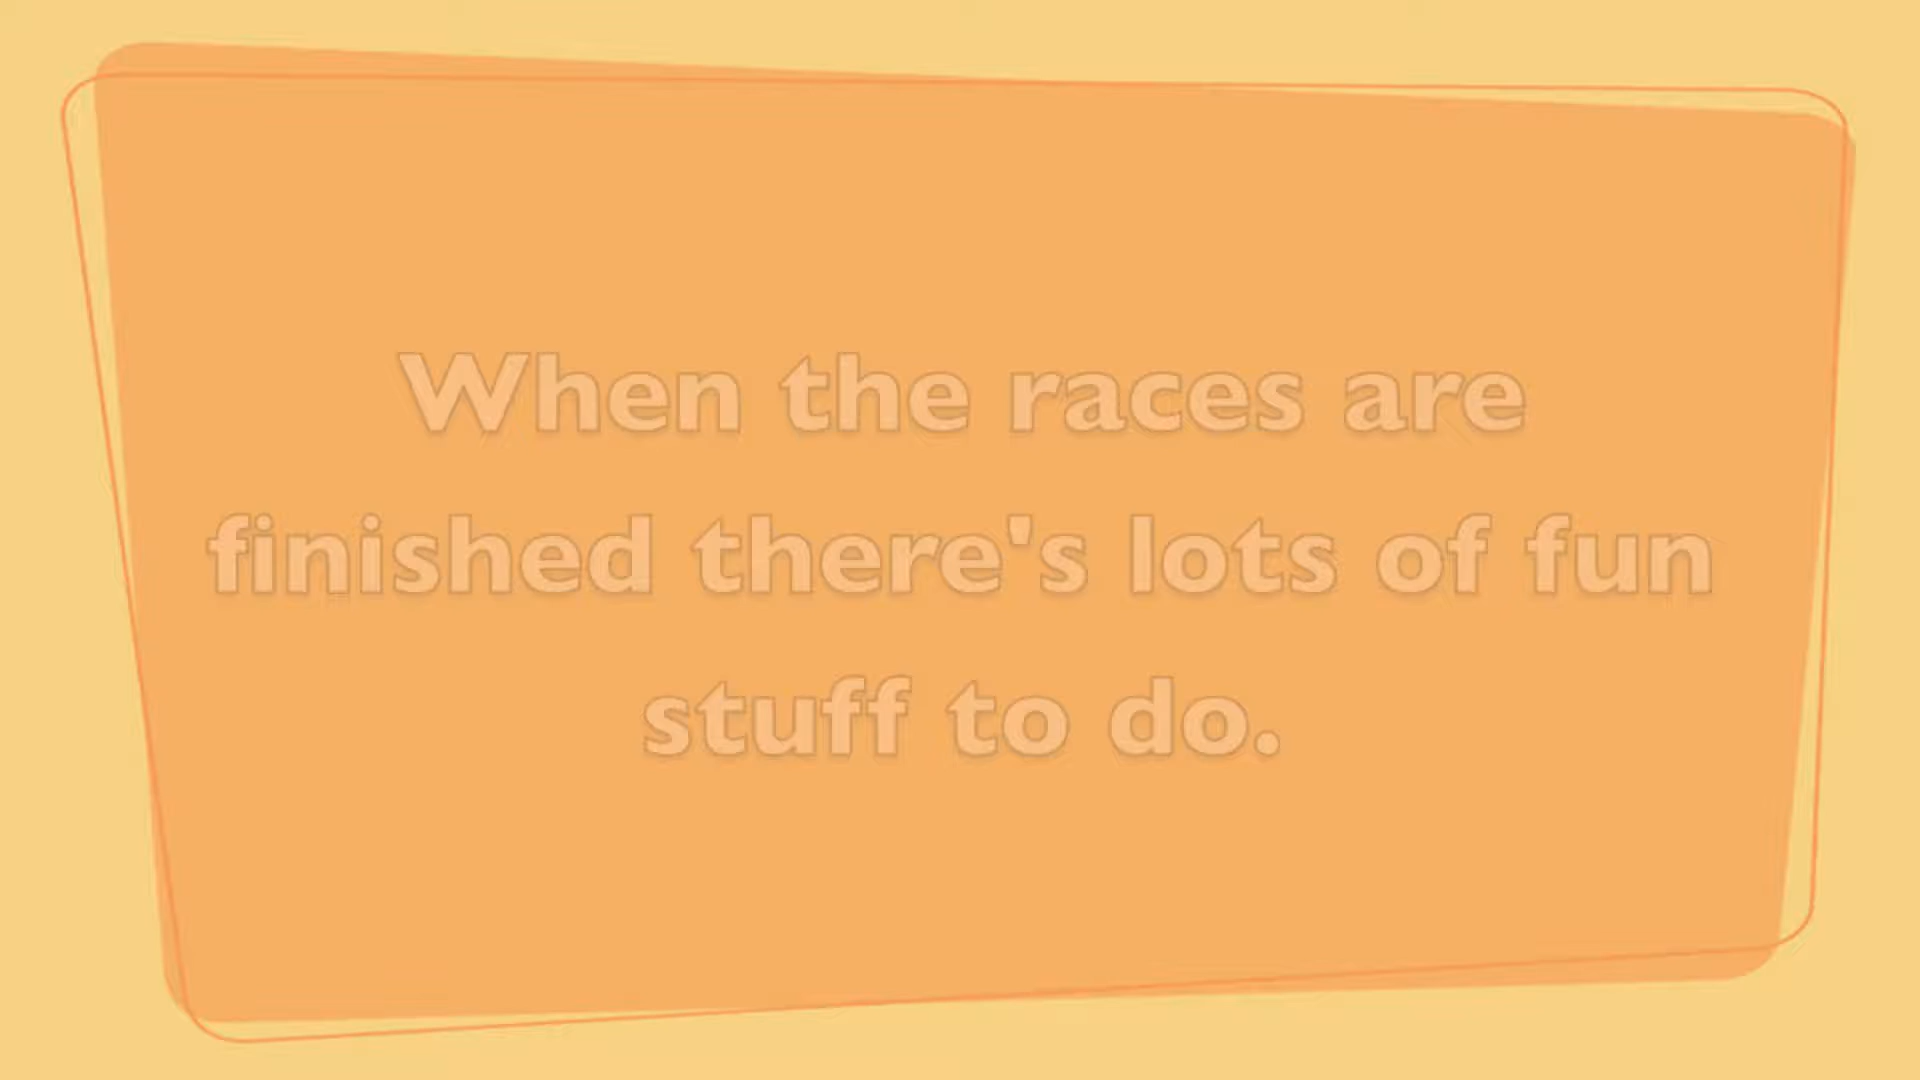 When the races are
finished there's lots of fun
stuff to do.